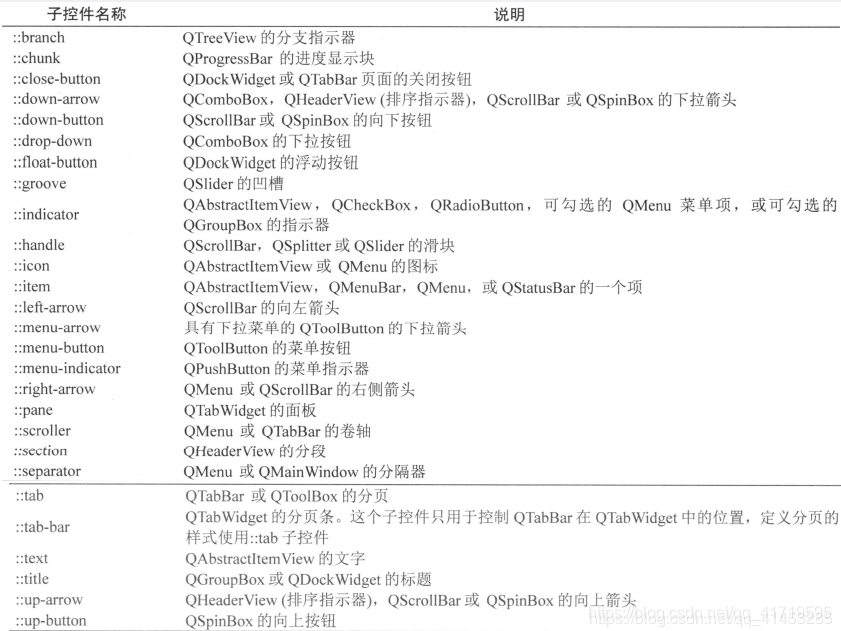 子控件名称 说明
::branch QTreeView 的分支指示器
::chunk QProgressBar 的进度显示块
::close-button QDockWidget 或 QTabBar 页面的关闭按钮
::down-arrow QComboBox，QHeaderView (排序指示器)，QScrollBar 或 QSpinBox 的下拉箭头
::down-button QScrollBar 或 QSpinBox 的向下按钮
::drop-down QComboBox 的下拉按钮
::float-button QDockWidget 的浮动按钮
::groove QSlider 的凹槽
::indicator QAbstractItemView，QCheckBox，QRadioButton，可勾选的 QMenu 菜单项，或可勾选的
QGroupBox 的指示器
::handle QScrollBar，QSplitter 或 QSlider 的滑块
::icon QAbstractItemView 或 QMenu 的图标
::item QAbstractItemView，QMenuBar，QMenu，或 QStatusBar 的一个项
::left-arrow QScrollBar 的向左箭头
::menu-arrow 具有下拉菜单的 QToolButton 的下拉箭头
::menu-button QToolButton 的菜单按钮
::menu-indicator QPushButton 的菜单指示器
::right-arrow QMenu 或 QScrollBar 的右侧箭头
::pane QTabWidget 的面板
::scroller QMenu 或 QTabBar 的卷轴
::section QHeaderView 的分段
::separator QMenu 或 QMainWindow 的分隔器
::tab QTabBar 或 QToolBox 的分页
::tab-bar QTabWidget 的分页条。这个子控件只用于控制 QTabBar 在 QTabWidget 中的位置，定义分页的
样式使用::tab 子控件
::text QAbstractItemView 的文字
::title QGroupBox 或 QDockWidget 的标题
::up-arrow QHeaderView (排序指示器)，QScrollBar 或 QSpinBox 的向上箭头
::up-button QSpinBox 的向上按钮
https://blog.csdn.net/qq_41719595